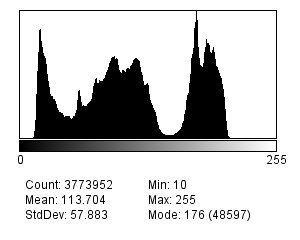 0 255
Count: 3773952 Min: 10
Mean: 113.704 Max: 255
StdDev: 57.883 Mode: 176 (48597)